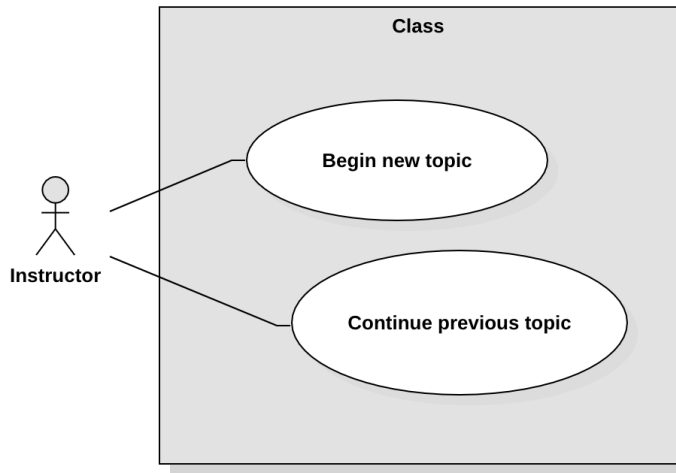 Class
Begin new topic
Instructor
Continue previous topic